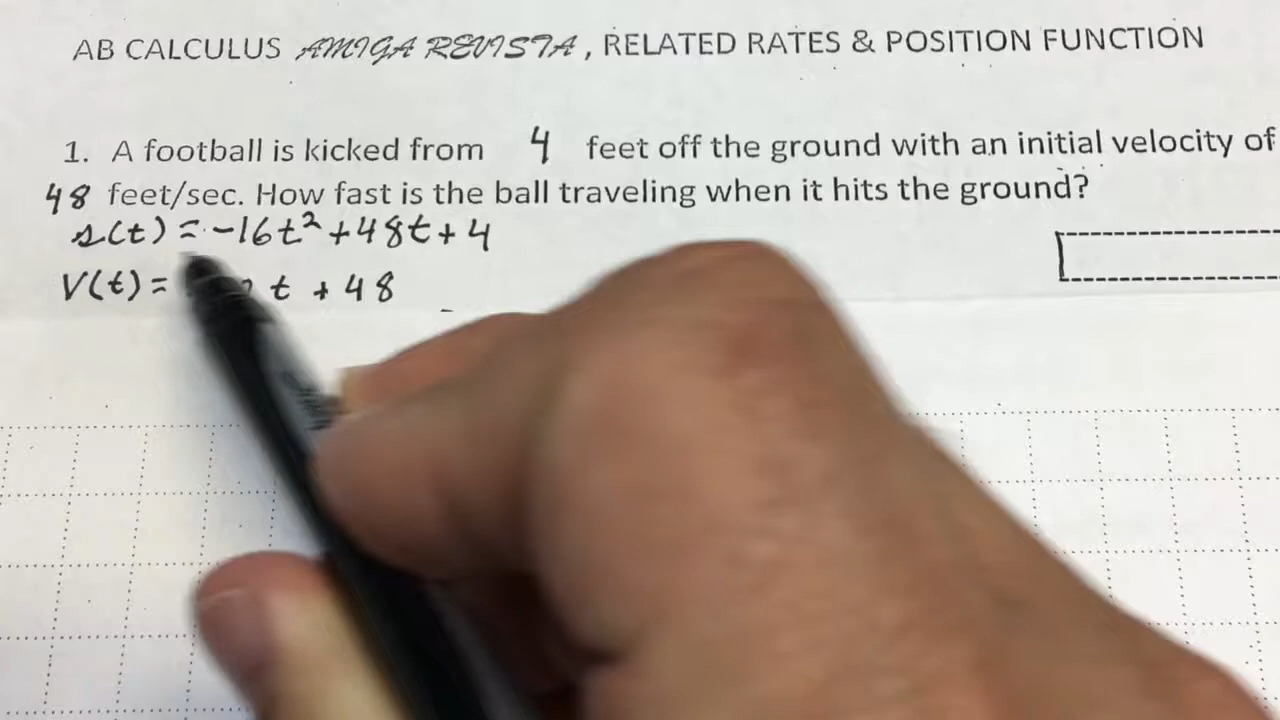 AB CALCULUS AMIGA REVISTA, RELATED RATES & POSITION FUNCTION
1. A football is kicked from 4 feet off the ground with an initial velocity of
48 feet/sec. How fast is the ball traveling when it hits the ground?
s(t) = -16t² + 48t + 4
V(t) = t + 48